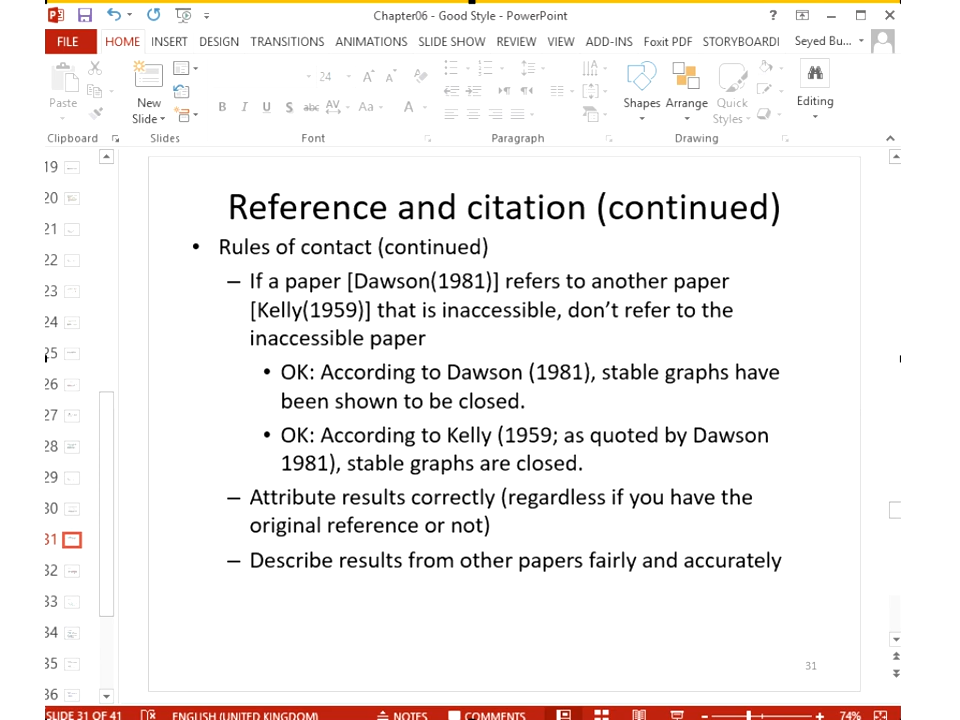 Chapter06 - Good Style - PowerPoint
FILE HOME INSERT DESIGN TRANSITIONS ANIMATIONS SLIDE SHOW REVIEW VIEW ADD-INS Foxit PDF STORYBOARDI Seyed Bu...
24
Paste New Slide Shapes Arrange Quick Styles Editing
B I U S abc AV Aa A
Clipboard Slides Font Paragraph Drawing
19
20
21
22
23
24
25
26
27
28
29
30
31
32
33
34
35
36
Reference and citation (continued)
• Rules of contact (continued)
– If a paper [Dawson(1981)] refers to another paper
[Kelly(1959)] that is inaccessible, don’t refer to the
inaccessible paper
• OK: According to Dawson (1981), stable graphs have
been shown to be closed.
• OK: According to Kelly (1959; as quoted by Dawson
1981), stable graphs are closed.
– Attribute results correctly (regardless if you have the
original reference or not)
– Describe results from other papers fairly and accurately
31
SLIDE 31 OF 41 ENGLISH (UNITED KINGDOM) NOTES COMMENTS 74%